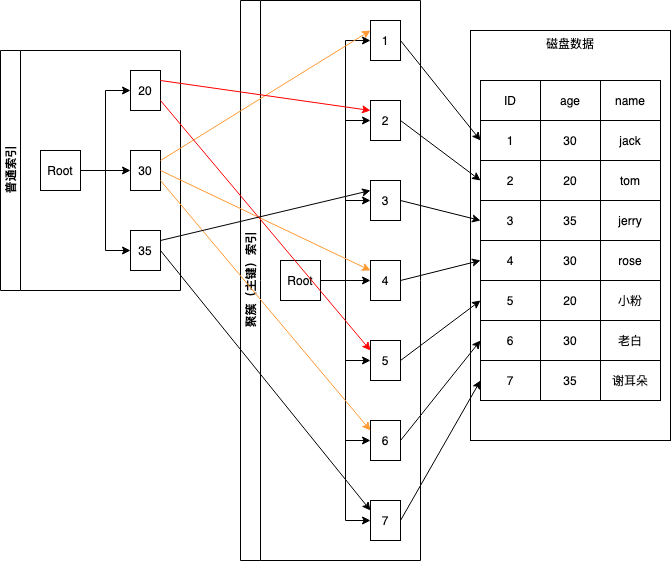 普通索引
Root
20
30
35
聚簇（主键）索引
Root
1
2
3
4
5
6
7
磁盘数据
ID age name
1 30 jack
2 20 tom
3 35 jerry
4 30 rose
5 20 小粉
6 30 老白
7 35 谢耳朵